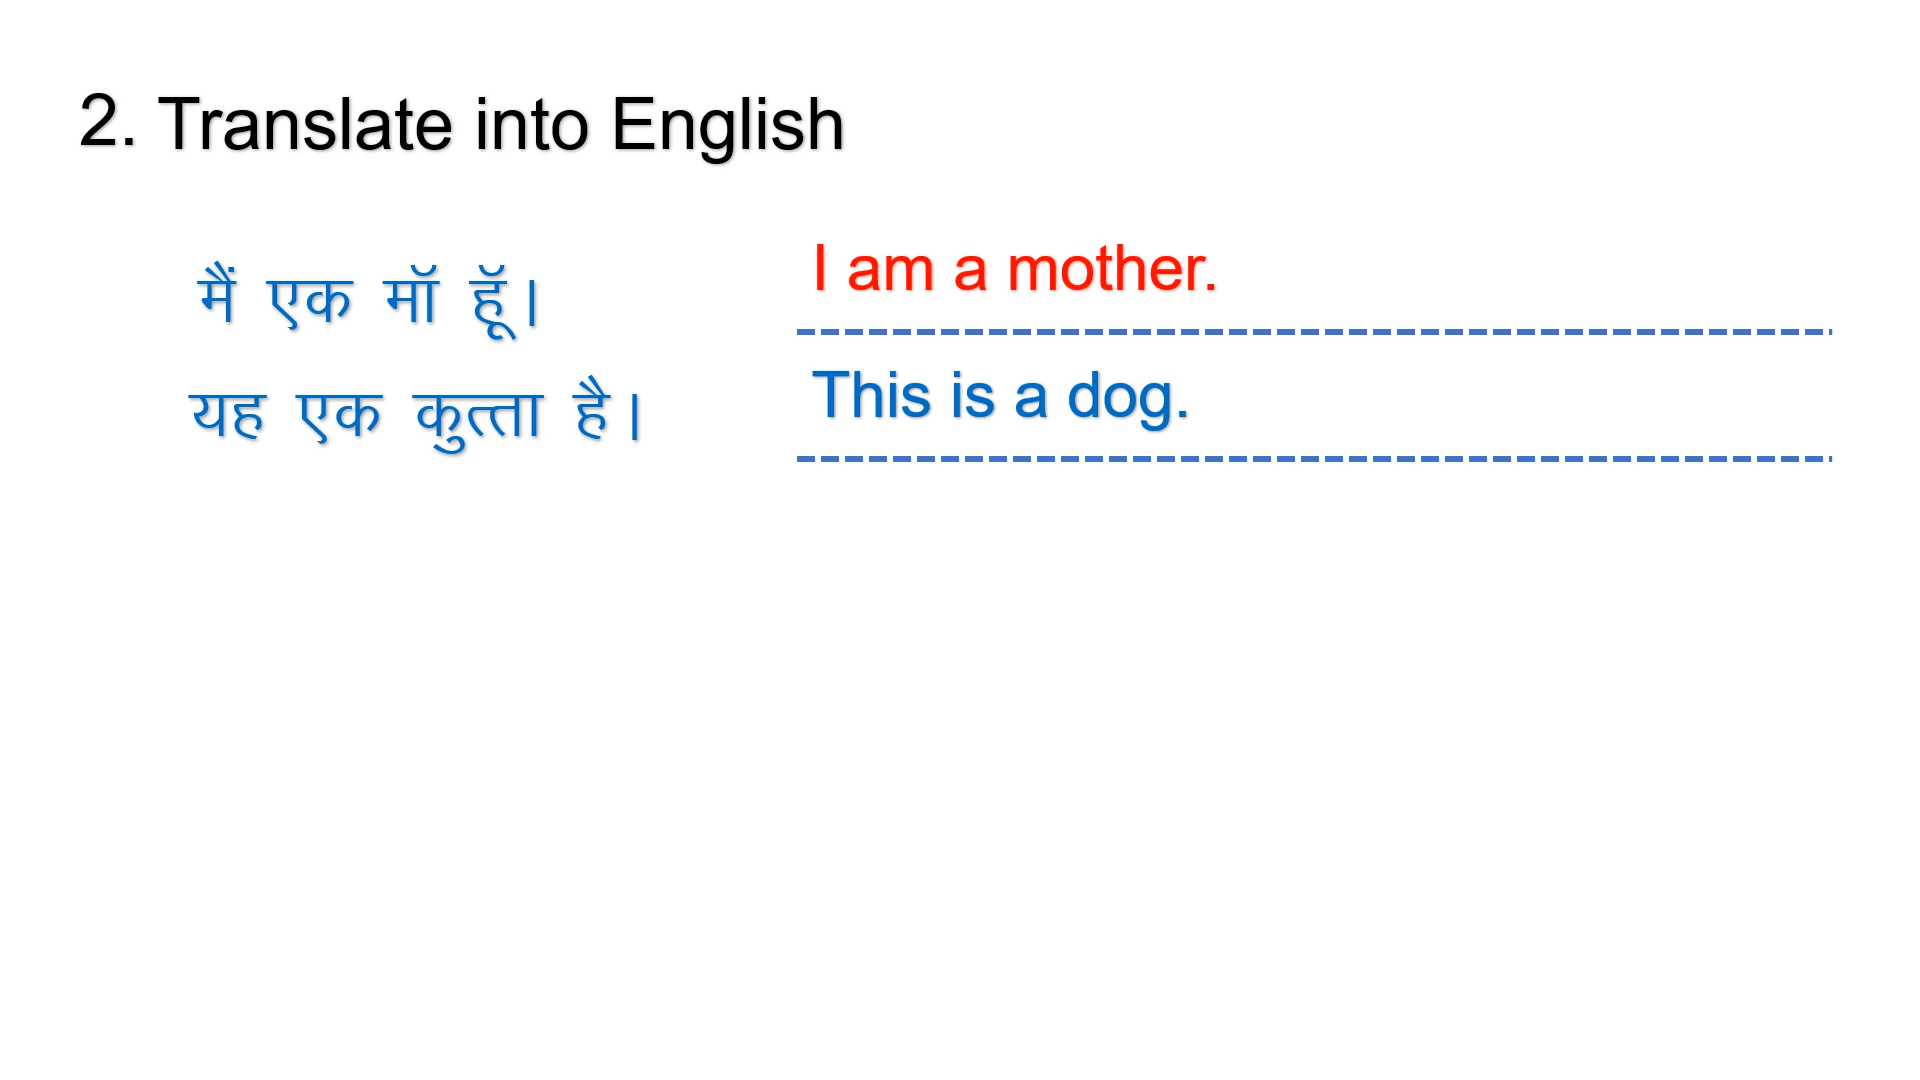 2. Translate into English
मैं एक मॉ हॅू। I am a mother.
यह एक कुत्ता है। This is a dog.